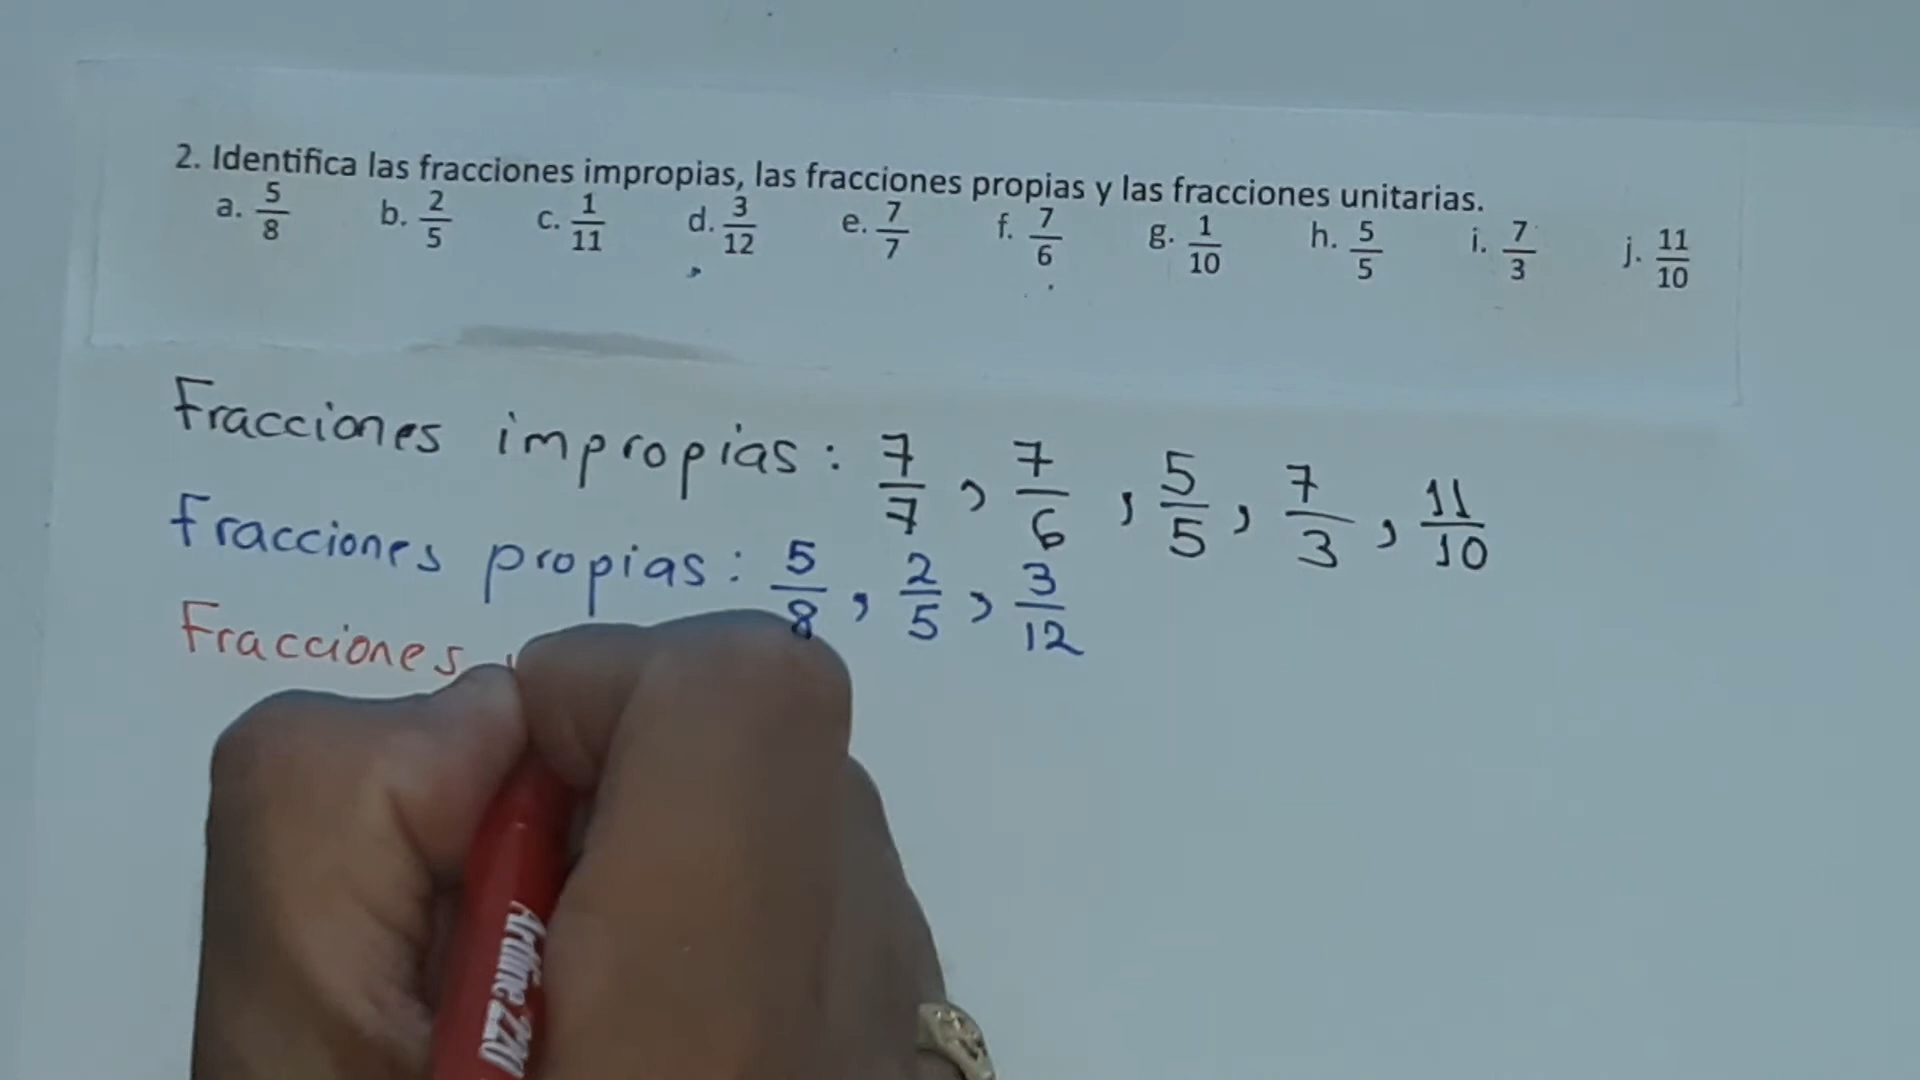 2. Identifica las fracciones impropias, las fracciones propias y las fracciones unitarias.
a. 5/8 b. 2/5 c. 1/11 d. 3/12 e. 7/7 f. 7/6 g. 1/10 h. 5/5 i. 7/3 j. 11/10
Fracciones impropias: 7/7, 7/6, 5/5, 7/3, 11/10
Fracciones propias: 5/8, 2/5, 3/12
Fracciones
Artline 220